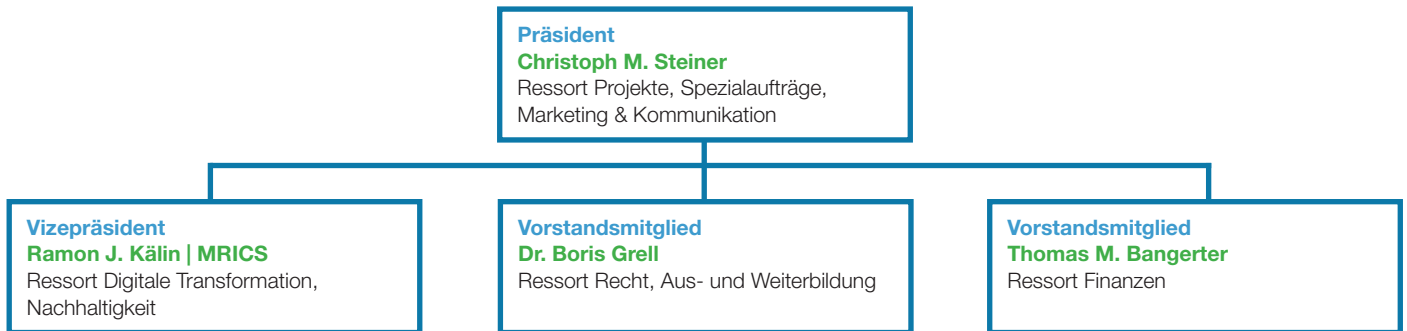 Präsident
Christoph M. Steiner
Ressort Projekte, Spezialaufträge,
Marketing & Kommunikation
Vizepräsident
Ramon J. Kälin | MRICS
Ressort Digitale Transformation,
Nachhaltigkeit
Vorstandsmitglied
Dr. Boris Grell
Ressort Recht, Aus- und Weiterbildung
Vorstandsmitglied
Thomas M. Bangerter
Ressort Finanzen